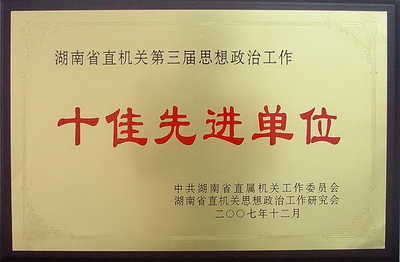 湖南省直机关第三届思想政治工作
十佳先进单位
中共湖南省直属机关工作委员会
湖南省直机关思想政治工作研究会
二〇〇七年十二月